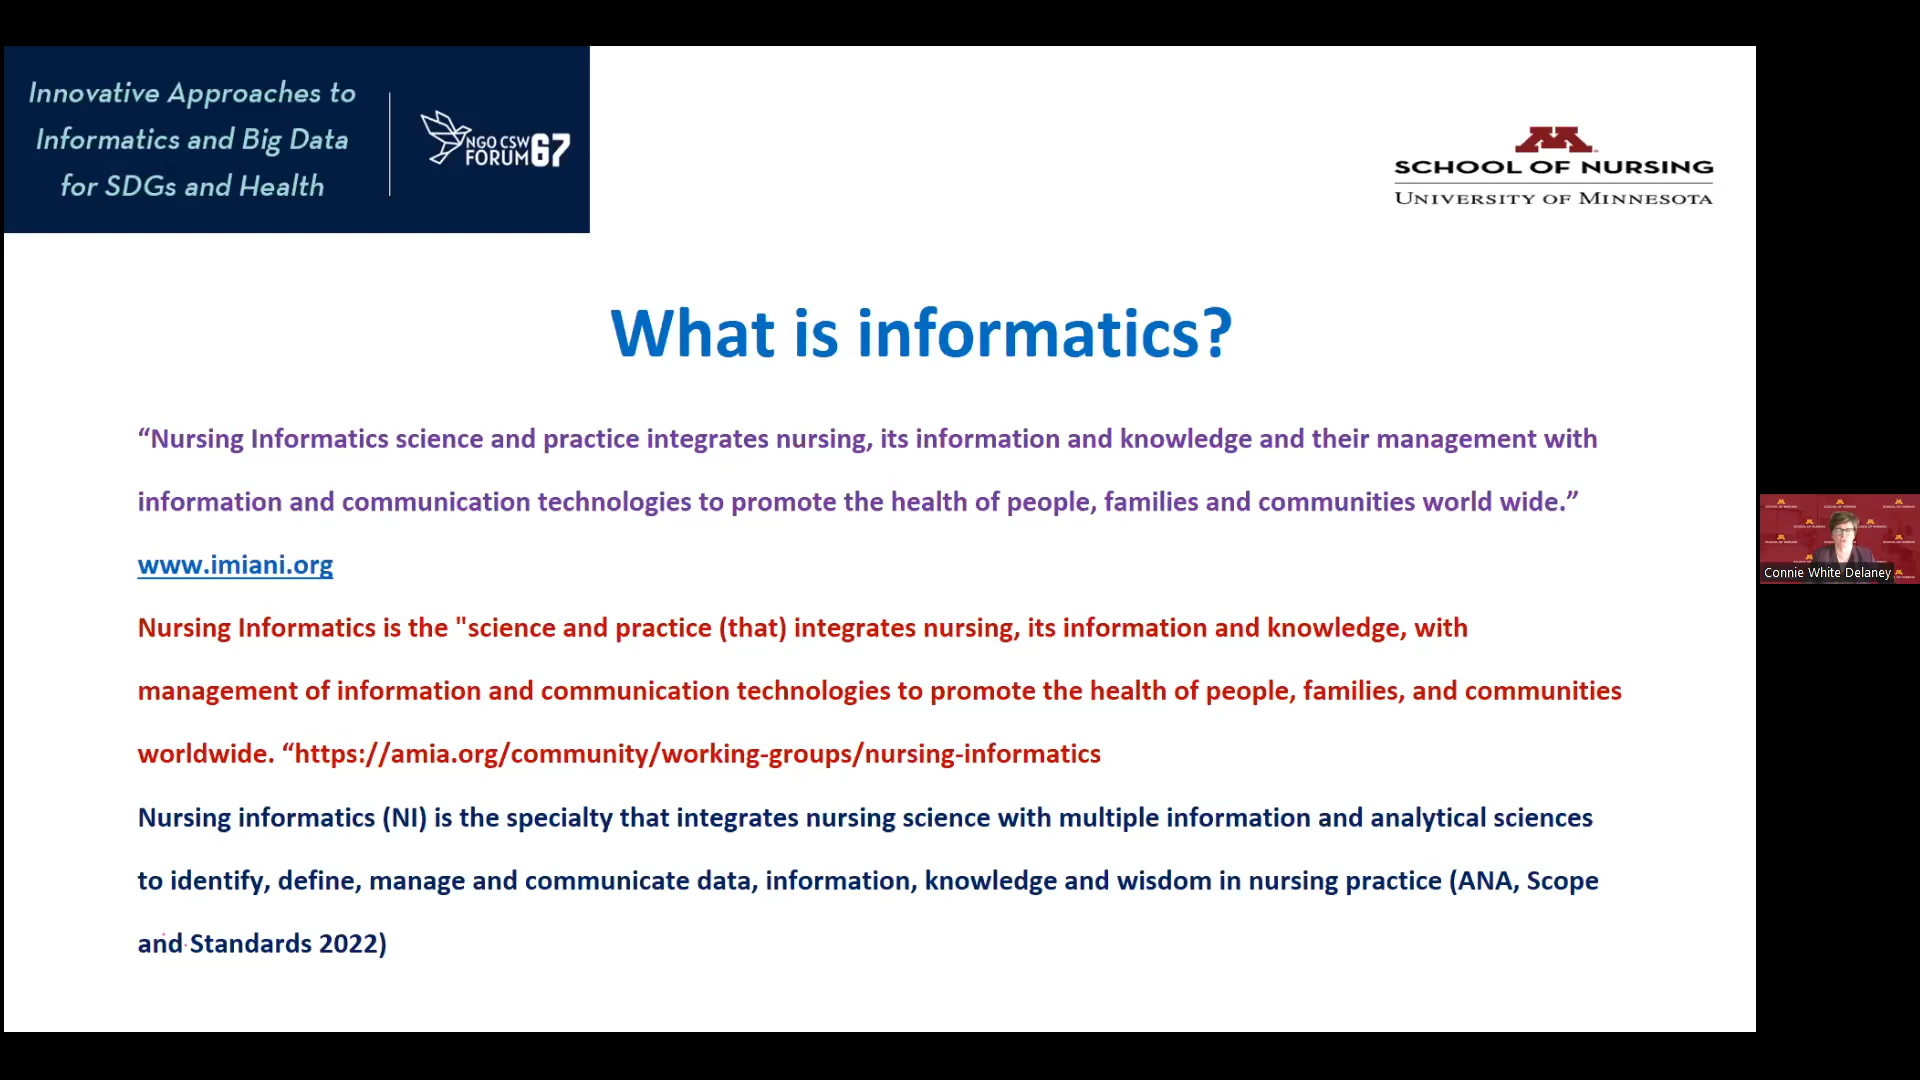 Innovative Approaches to
Informatics and Big Data
for SDGs and Health
NGO CSW
FORUM67
SCHOOL OF NURSING
UNIVERSITY OF MINNESOTA
What is informatics?
“Nursing Informatics science and practice integrates nursing, its information and knowledge and their management with
information and communication technologies to promote the health of people, families and communities world wide.”
www.imiani.org
Nursing Informatics is the "science and practice (that) integrates nursing, its information and knowledge, with
management of information and communication technologies to promote the health of people, families, and communities
worldwide. “https://amia.org/community/working-groups/nursing-informatics
Nursing informatics (NI) is the specialty that integrates nursing science with multiple information and analytical sciences
to identify, define, manage and communicate data, information, knowledge and wisdom in nursing practice (ANA, Scope
and Standards 2022)
Connie White Delaney